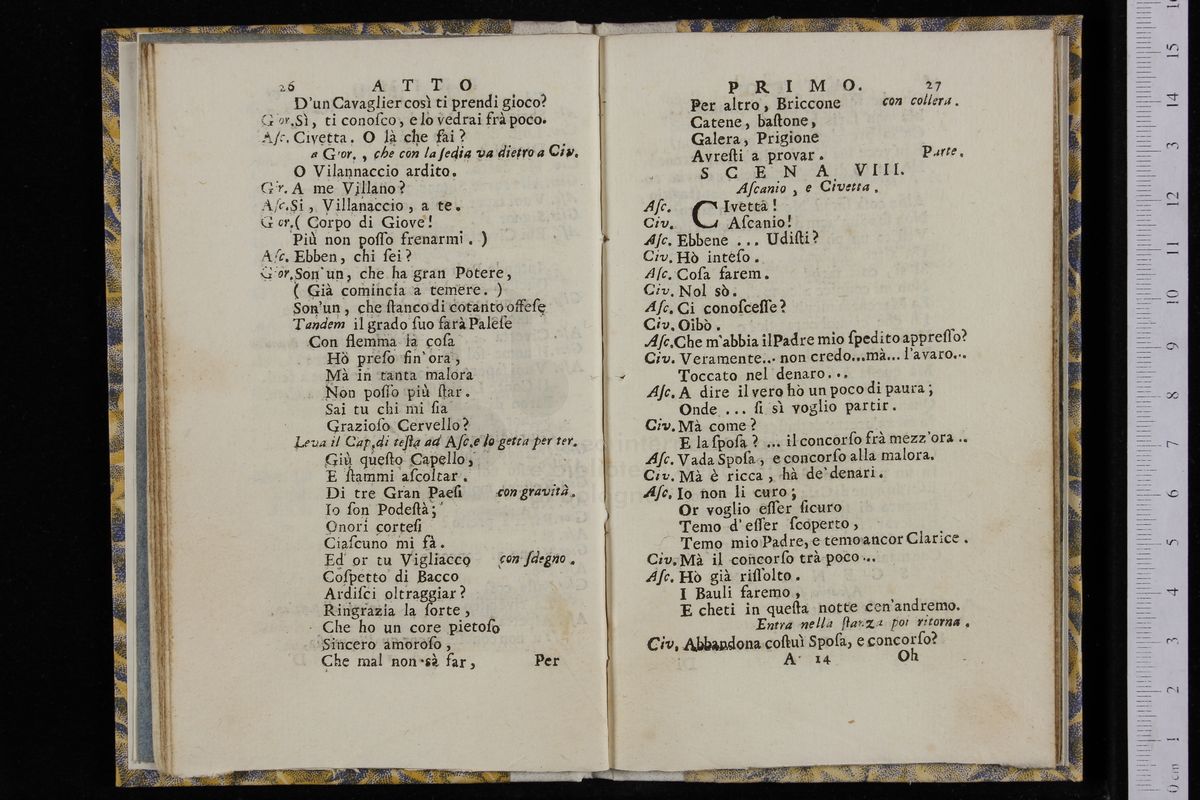 26 ATTO
D'un Cavaglier così ti prendi gioco?
Gior. Sì, ti conoſco, e lo vedrai frà poco.
Aſc. Civetta. O là che fai?
a Gior., che con la ſedia va dietro a Civ.
O Vilannaccio ardito.
Gir. A me Villano?
Aſc. Si, Villanaccio, a te.
Gior. ( Corpo di Giove!
Più non poſſo frenarmi. )
Aſc. Ebben, chi ſei?
Gior. Son' un, che ha gran Potere,
( Già comincia a temere. )
Son'un, che ſtanco di cotanto offeſe
Tandem il grado ſuo farà Paleſe
Con flemma la coſa
Hò preſo fin' ora,
Mà in tanta malora
Non poſſo più ſtar.
Sai tu chi mi ſia
Grazioſo Cervello?
Leva il Cap. di teſta ad Aſc. e lo getta per ter.
Giù queſto Capello,
E ſtammi aſcoltar.
Di tre Gran Paeſi con gravità.
Io ſon Podeſtà;
Onori corteſi
Ciaſcuno mi fà.
Ed or tu Vigliacco con ſdegno.
Coſpetto di Bacco
Ardiſci oltraggiar?
Ringrazia la ſorte,
Che ho un core pietoſo
Sincero amoroſo,
Che mal non sà far,
Per
PRIMO. 27
Per altro, Briccone con collera.
Catene, baſtone,
Galera, Prigione
Avreſti a provar. Parte.
SCENA VIII.
Aſcanio, e Civetta.
Aſc. CIvetta!
Civ. Aſcanio!
Aſc. Ebbene ... Udiſti?
Civ. Hò inteſo.
Aſc. Coſa farem.
Civ. Nol sò.
Aſc. Ci conoſceſſe?
Civ. Oibò.
Aſc. Che m'abbia il Padre mio ſpedito appreſſo?
Civ. Veramente... non credo...mà... l'avaro...
Toccato nel denaro...
Aſc. A dire il vero hò un poco di paura;
Onde ... ſi sì voglio partir.
Civ. Mà come?
E la ſpoſa? ... il concorſo frà mezz'ora ..
Aſc. Vada Spoſa, e concorſo alla malora.
Civ. Mà è ricca, hà de' denari.
Aſc. Io non li curo;
Or voglio eſſer ſicuro
Temo d' eſſer ſcoperto,
Temo mio Padre, e temo ancor Clarice.
Civ. Mà il concorſo trà poco ...
Aſc. Hò già riſſolto.
I Bauli faremo,
E cheti in queſta notte cen'andremo.
Entra nella ſtanza poi ritorna.
Civ. Abbandona coſtuì Spoſa, e concorſo?
A 14 Oh